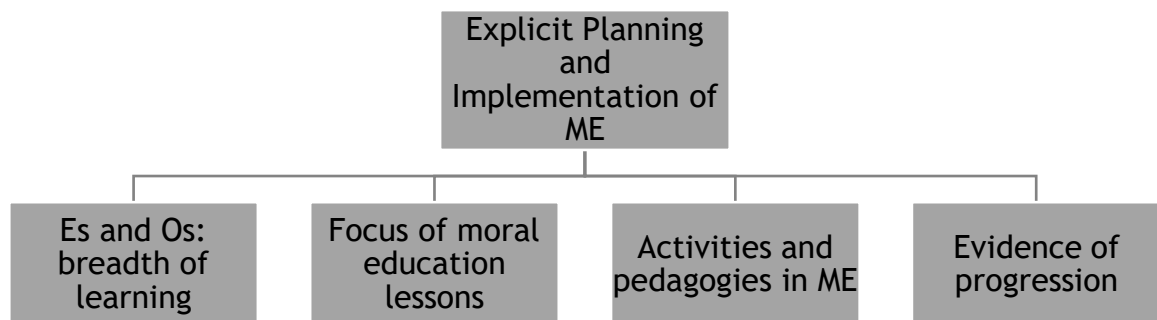 Explicit Planning
and
Implementation of
ME
Es and Os:
breadth of
learning
Focus of moral
education
lessons
Activities and
pedagogies in ME
Evidence of
progression